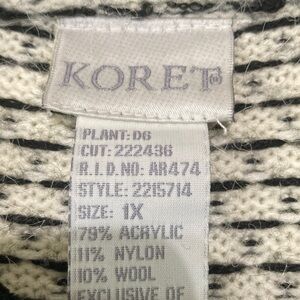 KORET®
PLANT: D6
CUT: 222436
R.I.D.NO: AR474
STYLE: 2215714
SIZE: 1X
79% ACRYLIC
11% NYLON
10% WOOL
EXCLUSIVE OF